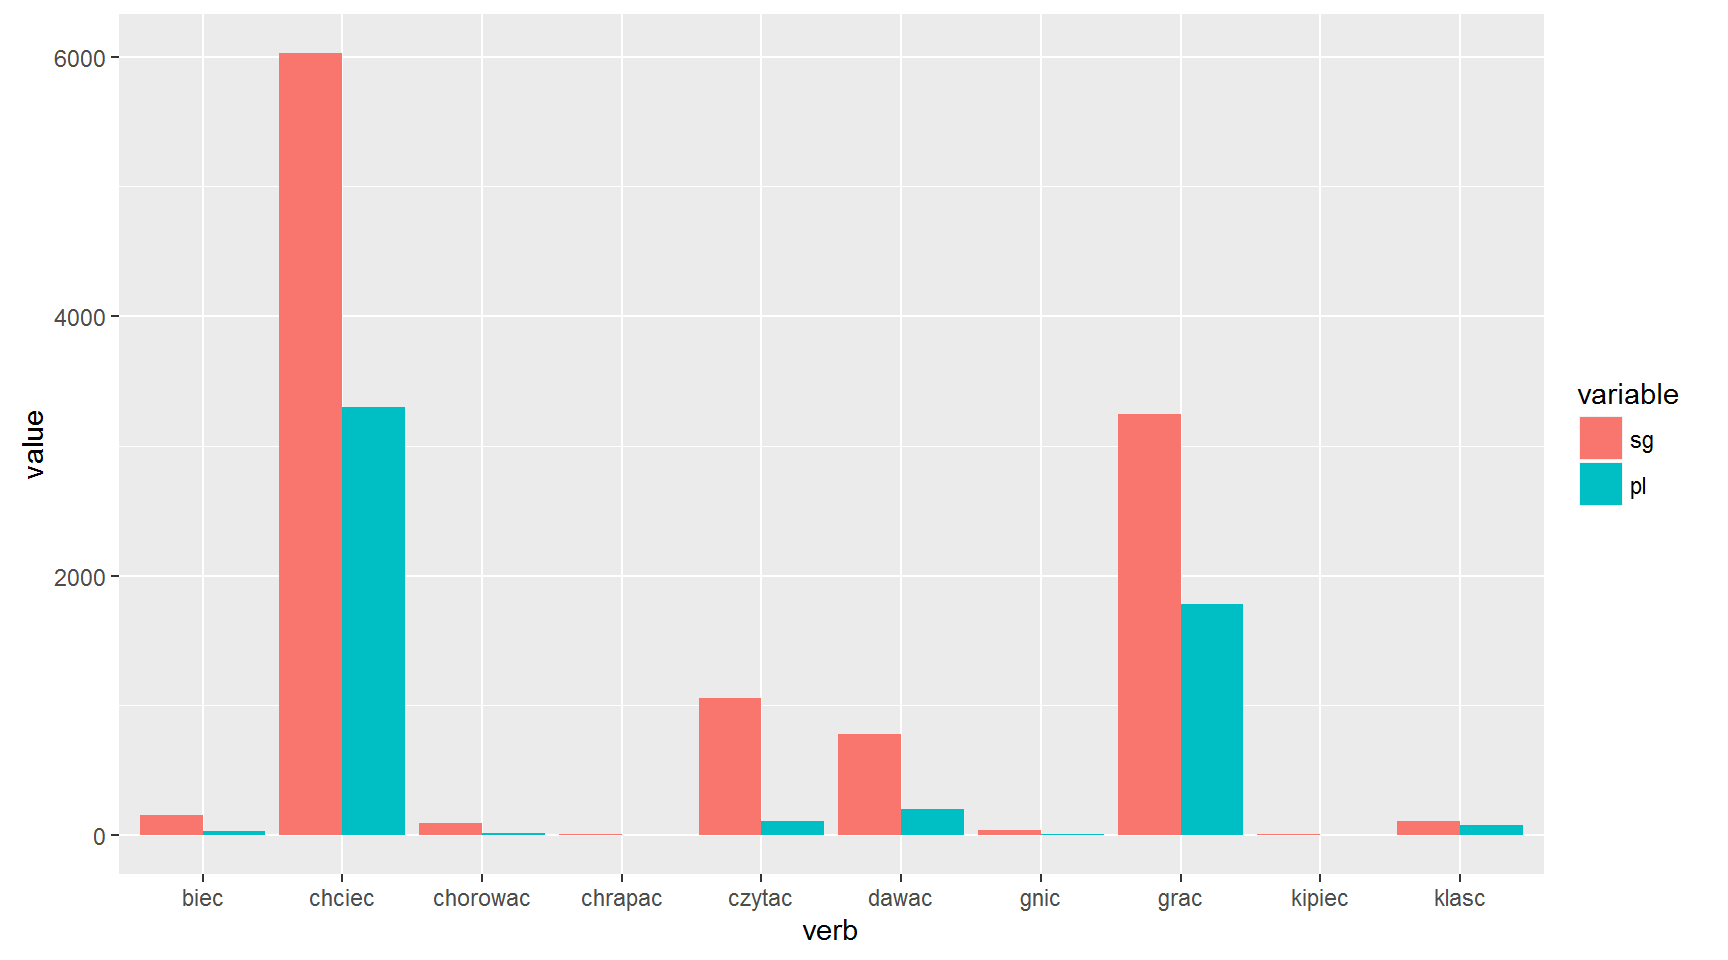 6000
4000
2000
0
value
biec chciec chorowac chrapac czytac dawac gnic grac kipiec klasc
verb
variable
sg
pl